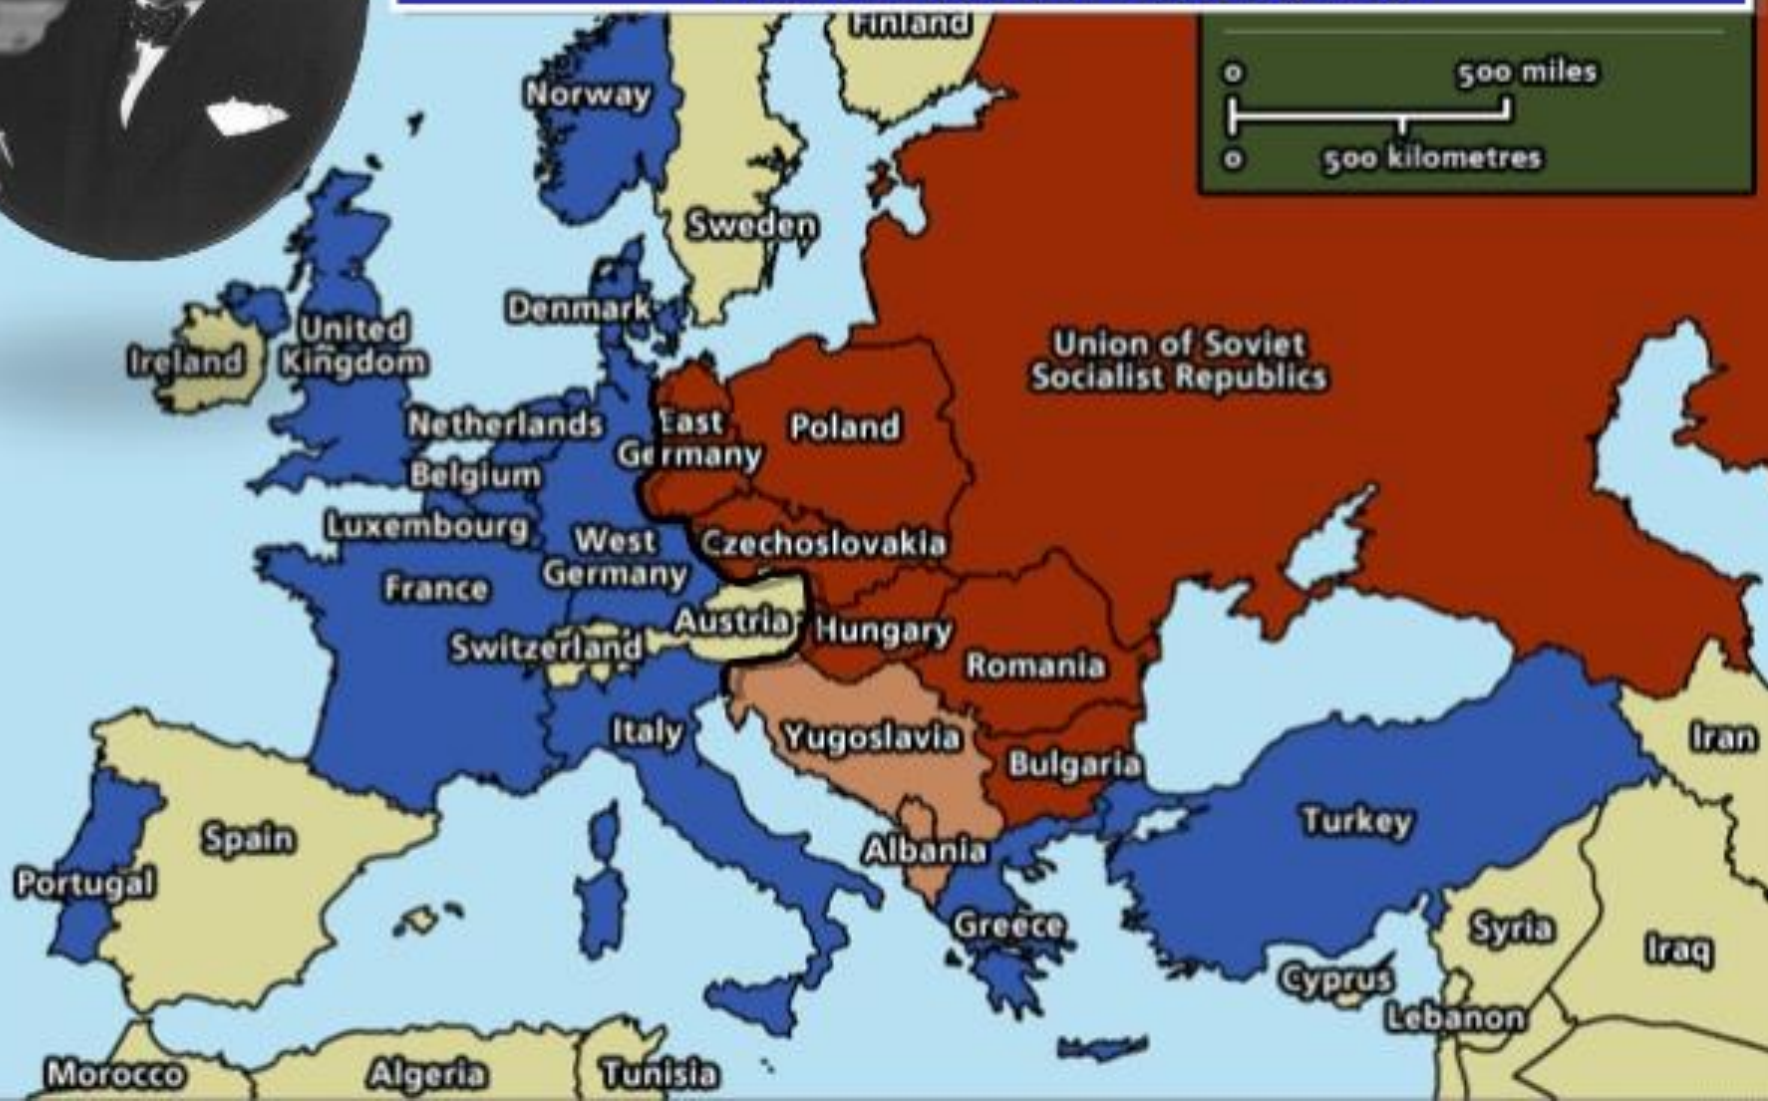 Finland
0 500 miles
0 500 kilometres
Norway
Sweden
Denmark
United
Kingdom
Ireland
Union of Soviet
Socialist Republics
Netherlands
East
Germany
Poland
Belgium
Luxembourg
West
Germany
Czechoslovakia
France
Austria
Hungary
Switzerland
Romania
Italy
Yugoslavia
Bulgaria
Iran
Turkey
Spain
Albania
Portugal
Greece
Syria
Iraq
Cyprus
Lebanon
Morocco
Algeria
Tunisia